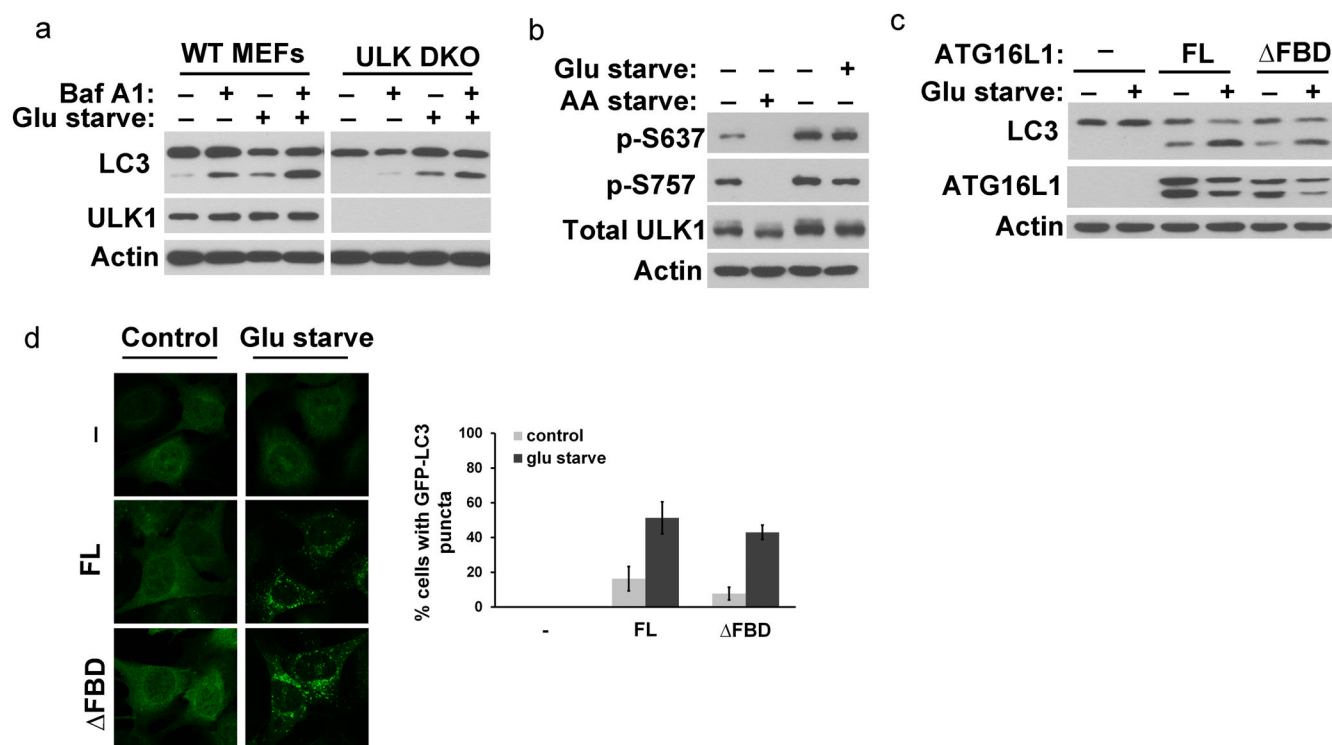 a
WT MEFs ULK DKO
Baf A1: – + – + – + – +
Glu starve: – – + + – – + +
LC3
ULK1
Actin
b
Glu starve: – – – +
AA starve: – + – –
p-S637
p-S757
Total ULK1
Actin
c
ATG16L1: – FL ΔFBD
Glu starve: – + – + – +
LC3
ATG16L1
Actin
d
Control Glu starve
–
FL
ΔFBD
% cells with GFP-LC3
puncta
100
80
60
40
20
0
control
glu starve
- FL ΔFBD